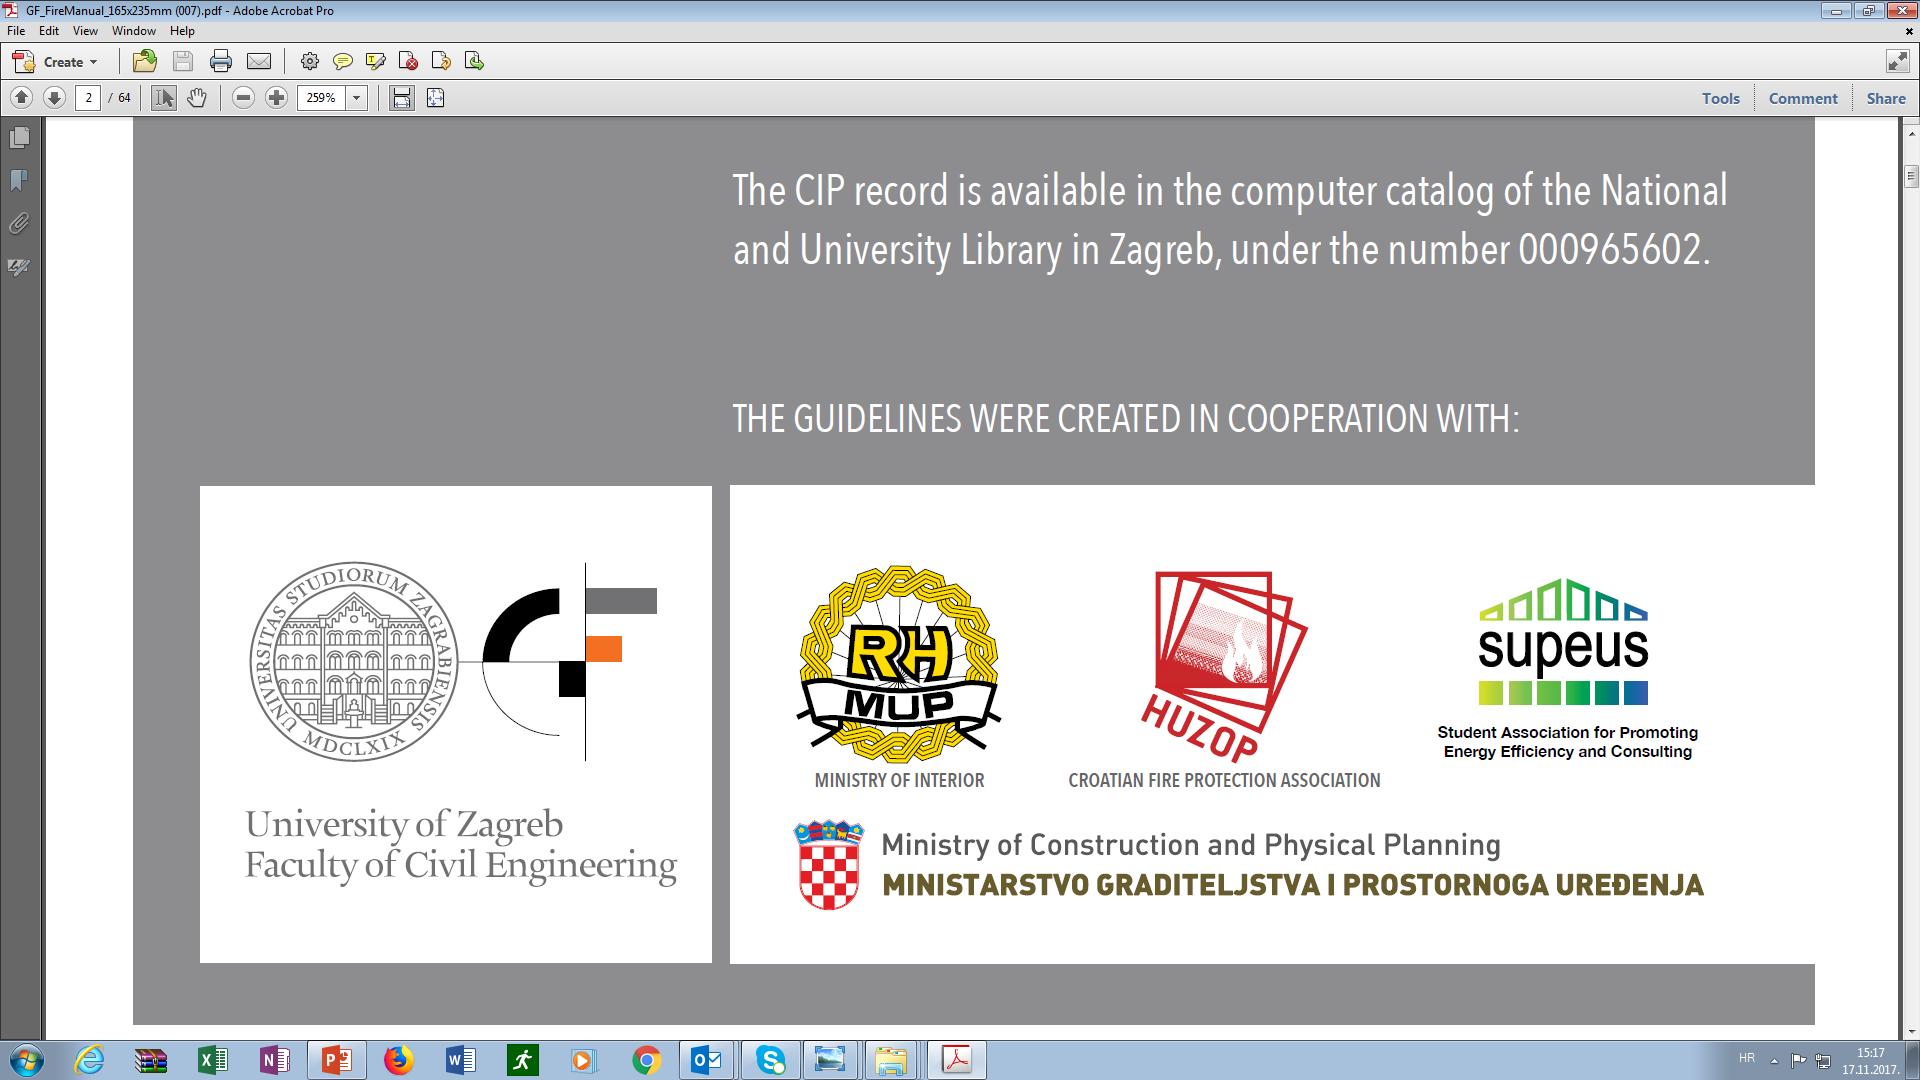 GF_FireManual_165x235mm (007).pdf - Adobe Acrobat Pro
File Edit View Window Help
Create
2 / 64 259% Tools Comment Share
The CIP record is available in the computer catalog of the National
and University Library in Zagreb, under the number 000965602.
THE GUIDELINES WERE CREATED IN COOPERATION WITH:
UNIVERSITAS STUDIORUM ZAGRABIENSIS
MDCLXIX
University of Zagreb
Faculty of Civil Engineering
RH
MUP
MINISTRY OF INTERIOR
HUZOP
CROATIAN FIRE PROTECTION ASSOCIATION
supeus
Student Association for Promoting
Energy Efficiency and Consulting
Ministry of Construction and Physical Planning
MINISTARSTVO GRADITELJSTVA I PROSTORNOGA UREĐENJA
HR
15:17
17.11.2017.